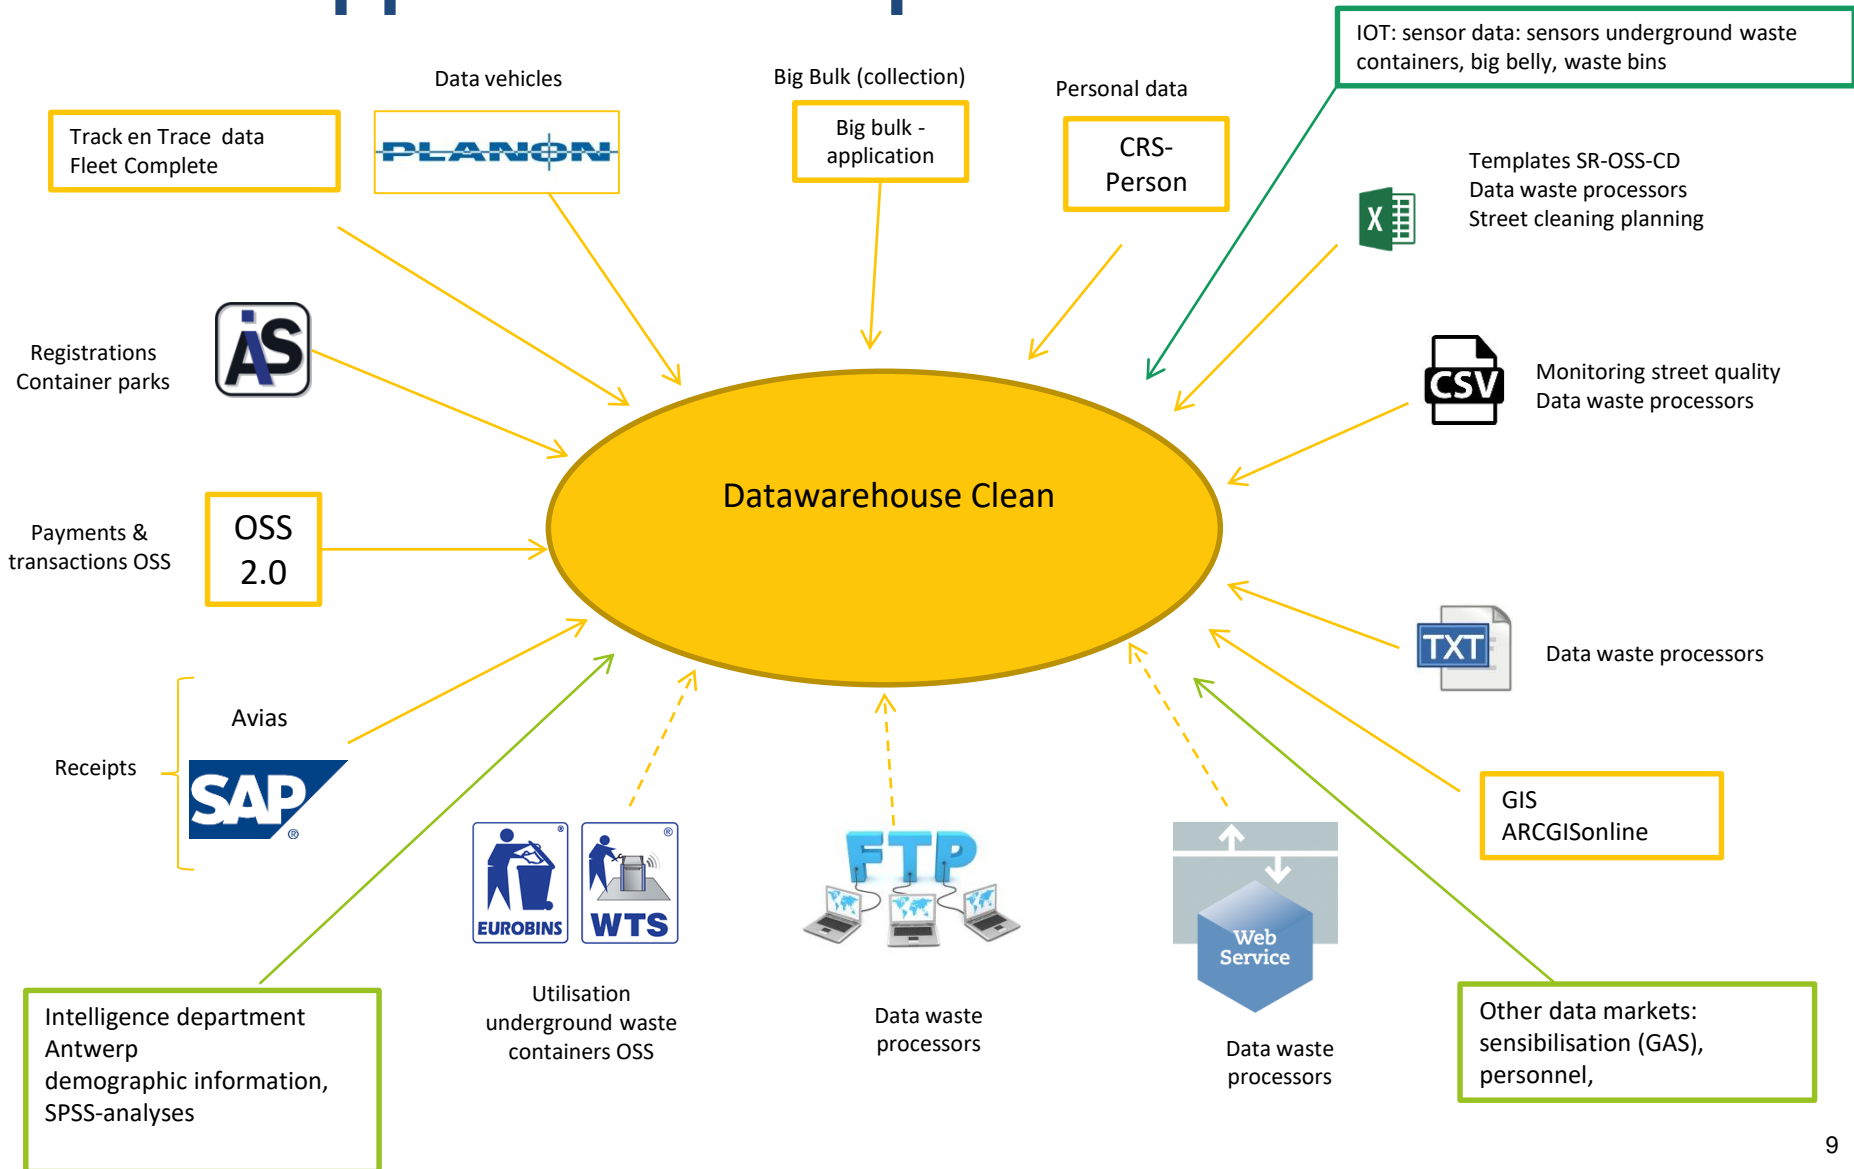 IOT: sensor data: sensors underground waste
containers, big belly, waste bins
Data vehicles
Big Bulk (collection)
Personal data
Track en Trace data
Fleet Complete
PLANON
Big bulk -
application
CRS-
Person
Templates SR-OSS-CD
Data waste processors
Street cleaning planning
X
Registrations
Container parks
AiS
CSV
Monitoring street quality
Data waste processors
Datawarehouse Clean
Payments &
transactions OSS
OSS
2.0
TXT
Data waste processors
Avias
Receipts
SAP
®
GIS
ARCGISonline
®
EUROBINS
®
WTS
FTP
Web
Service
Utilisation
underground waste
containers OSS
Data waste
processors
Data waste
processors
Intelligence department
Antwerp
demographic information,
SPSS-analyses
Other data markets:
sensibilisation (GAS),
personnel,
9